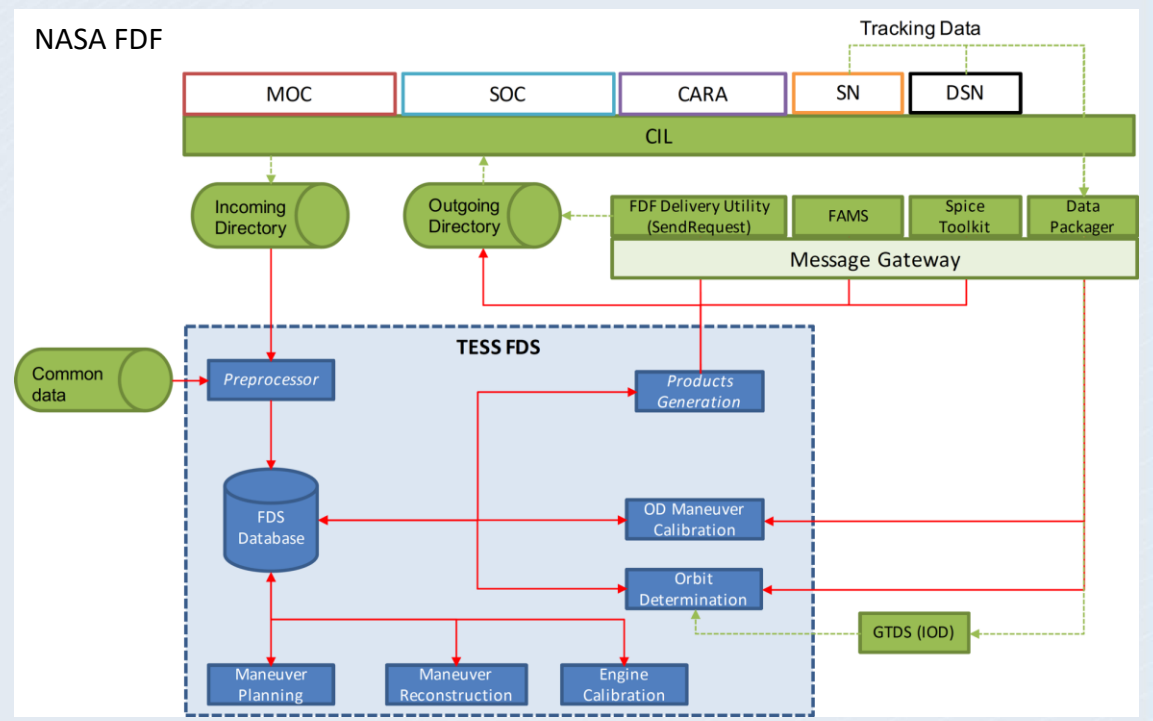 NASA FDF
Tracking Data
MOC
SOC
CARA
SN
DSN
CIL
Incoming
Directory
Outgoing
Directory
FDF Delivery Utility
(SendRequest)
FAMS
Spice
Toolkit
Data
Packager
Message Gateway
TESS FDS
Common
data
Preprocessor
Products
Generation
FDS
Database
OD Maneuver
Calibration
Orbit
Determination
GTDS (IOD)
Maneuver
Planning
Maneuver
Reconstruction
Engine
Calibration